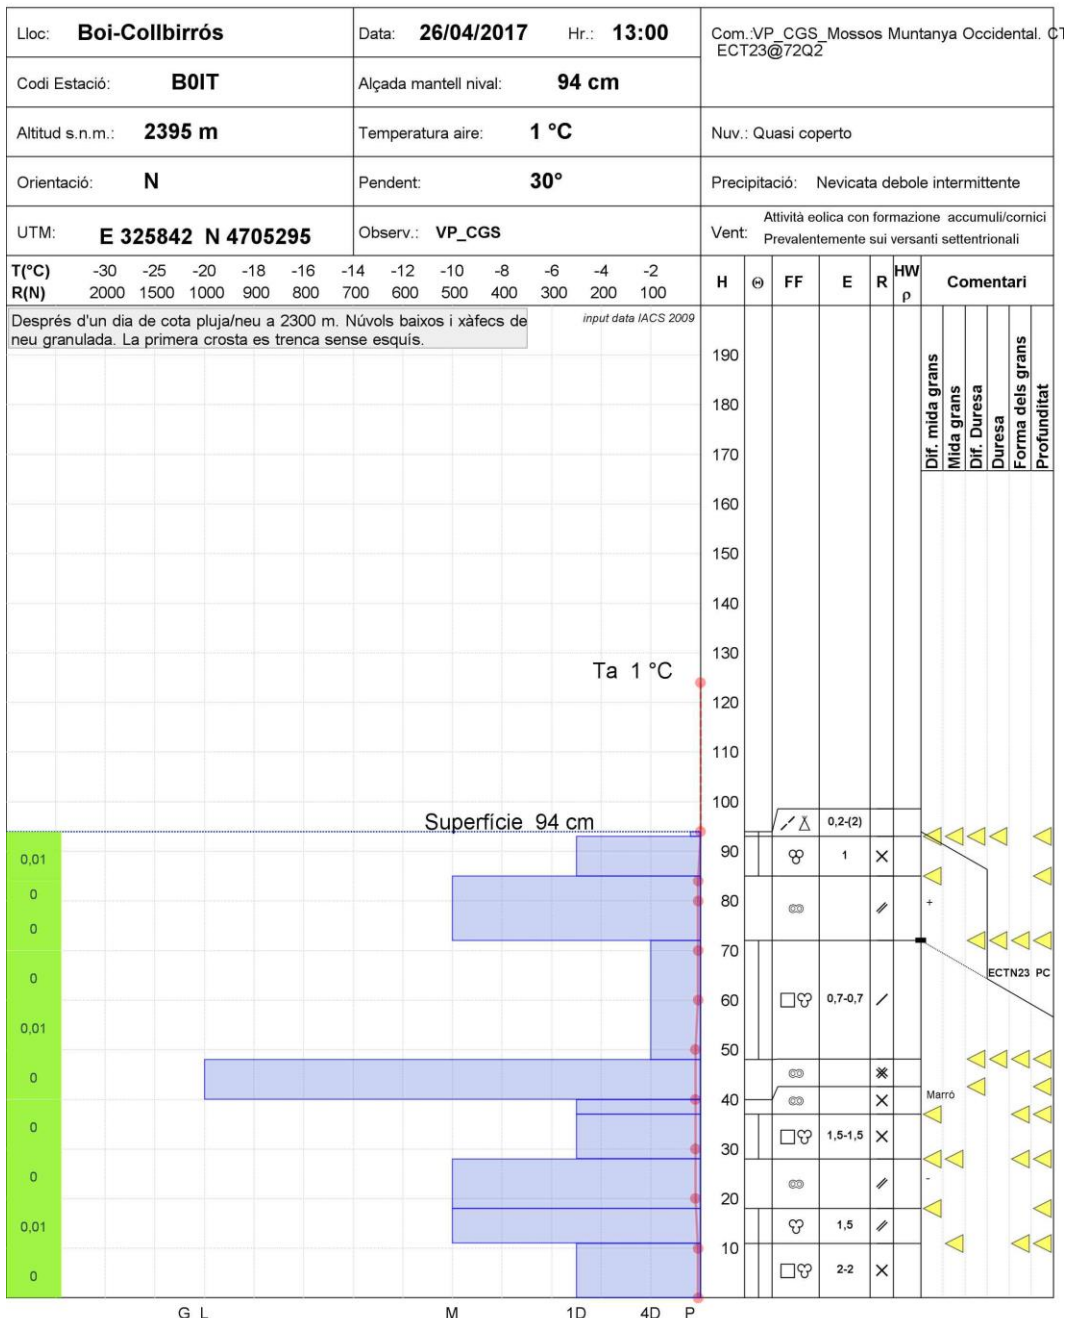 Lloc: Boi-Collbirrós Data: 26/04/2017 Hr.: 13:00 Com.:VP_CGS_Mossos Muntanya Occidental. CT
ECT23@72Q2
Codi Estació: B0IT Alçada mantell nival: 94 cm
Altitud s.n.m.: 2395 m Temperatura aire: 1 °C Nuv.: Quasi coperto
Orientació: N Pendent: 30° Precipitació: Nevicata debole intermittente
UTM: E 325842 N 4705295 Observ.: VP_CGS Vent: Attività eolica con formazione accumuli/cornici
Prevalentemente sui versanti settentrionali
T(°C) -30 -25 -20 -18 -16 -14 -12 -10 -8 -6 -4 -2
R(N) 2000 1500 1000 900 800 700 600 500 400 300 200 100
H Θ FF E R HW ρ Comentari
Després d'un dia de cota pluja/neu a 2300 m. Núvols baixos i xàfecs de
neu granulada. La primera crosta es trenca sense esquís.
input data IACS 2009
Dif. mida grans
Mida grans
Dif. Duresa
Duresa
Forma dels grans
Profunditat
190
180
170
160
150
140
130
Ta 1 °C
120
110
100
Superfície 94 cm 0,2-(2)
0,01 90 1
0 80 +
0
70
0 ECTN23 PC
60 0,7-0,7
0,01
50
0
40 Marró
0 1,5-1,5
30
0 -
20
0,01 1,5
10
0 2-2
G L M 1D 4D P